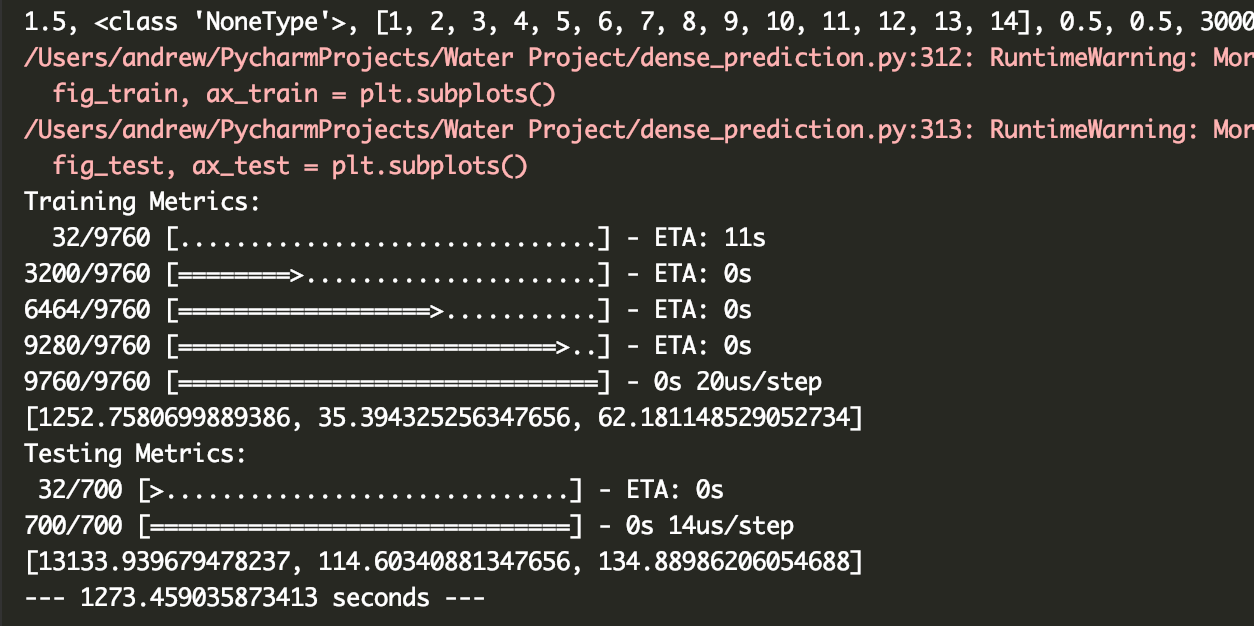 1.5, <class 'NoneType'>, [1, 2, 3, 4, 5, 6, 7, 8, 9, 10, 11, 12, 13, 14], 0.5, 0.5, 3000
/Users/andrew/PycharmProjects/Water Project/dense_prediction.py:312: RuntimeWarning: Mor
  fig_train, ax_train = plt.subplots()
/Users/andrew/PycharmProjects/Water Project/dense_prediction.py:313: RuntimeWarning: Mor
  fig_test, ax_test = plt.subplots()
Training Metrics:
  32/9760 [..............................] - ETA: 11s
3200/9760 [========>.....................] - ETA: 0s
6464/9760 [==================>...........] - ETA: 0s
9280/9760 [===========================>..] - ETA: 0s
9760/9760 [==============================] - 0s 20us/step
[1252.7580699889386, 35.394325256347656, 62.181148529052734]
Testing Metrics:
 32/700 [>.............................] - ETA: 0s
700/700 [==============================] - 0s 14us/step
[13133.939679478237, 114.60340881347656, 134.88986206054688]
--- 1273.459035873413 seconds ---